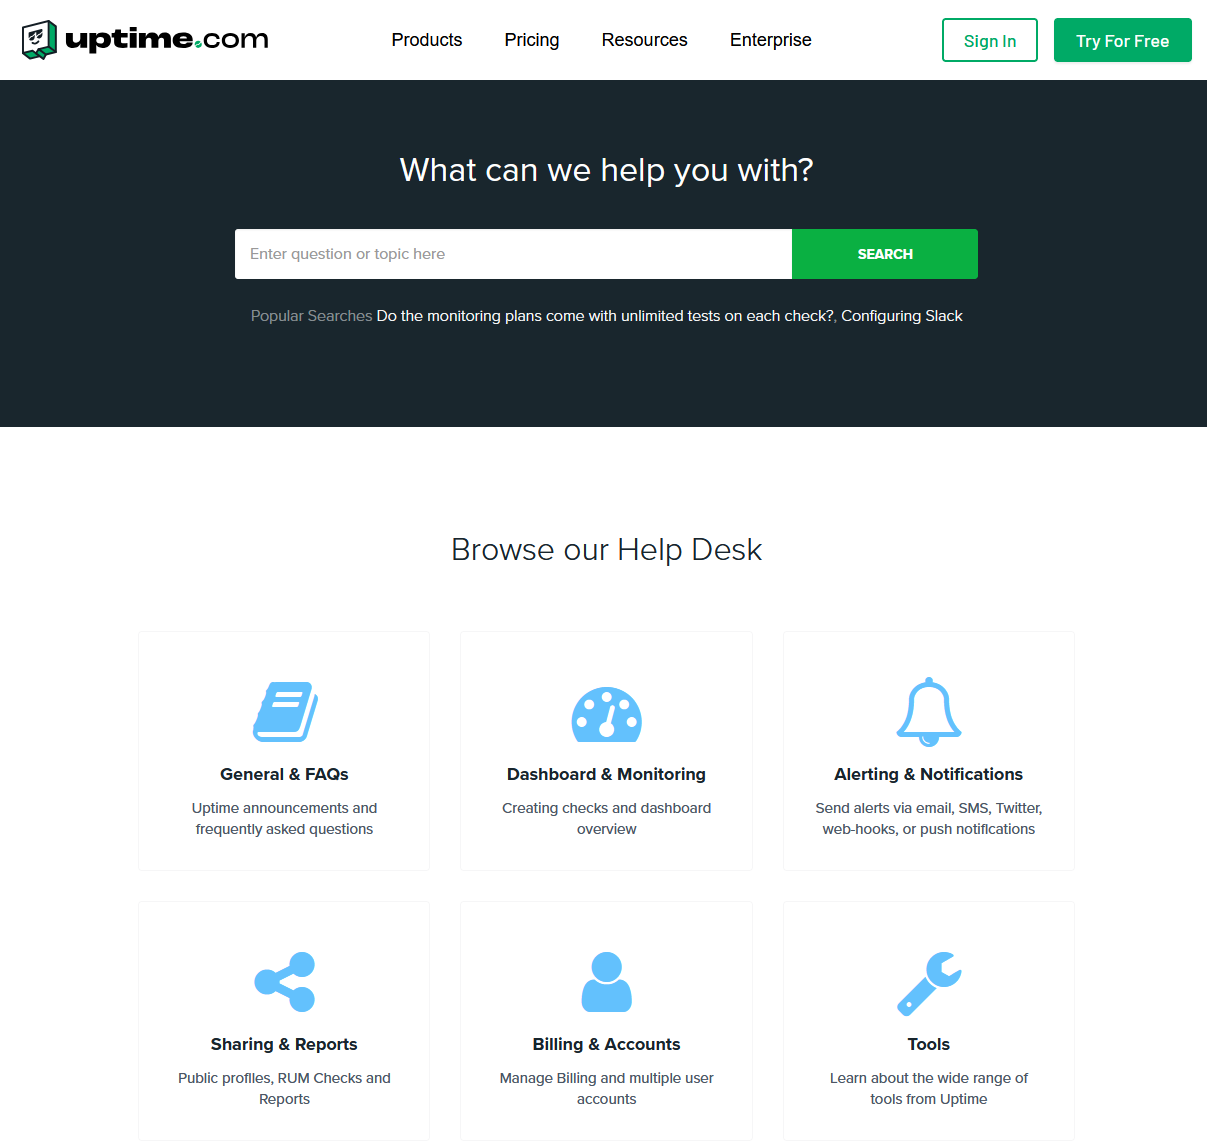 uptime.com
Products
Pricing
Resources
Enterprise
Sign In
Try For Free
What can we help you with?
Enter question or topic here
SEARCH
Popular Searches Do the monitoring plans come with unlimited tests on each check?, Configuring Slack
Browse our Help Desk
General & FAQs
Uptime announcements and
frequently asked questions
Dashboard & Monitoring
Creating checks and dashboard
overview
Alerting & Notifications
Send alerts via email, SMS, Twitter,
web-hooks, or push notifications
Sharing & Reports
Public profiles, RUM Checks and
Reports
Billing & Accounts
Manage Billing and multiple user
accounts
Tools
Learn about the wide range of
tools from Uptime